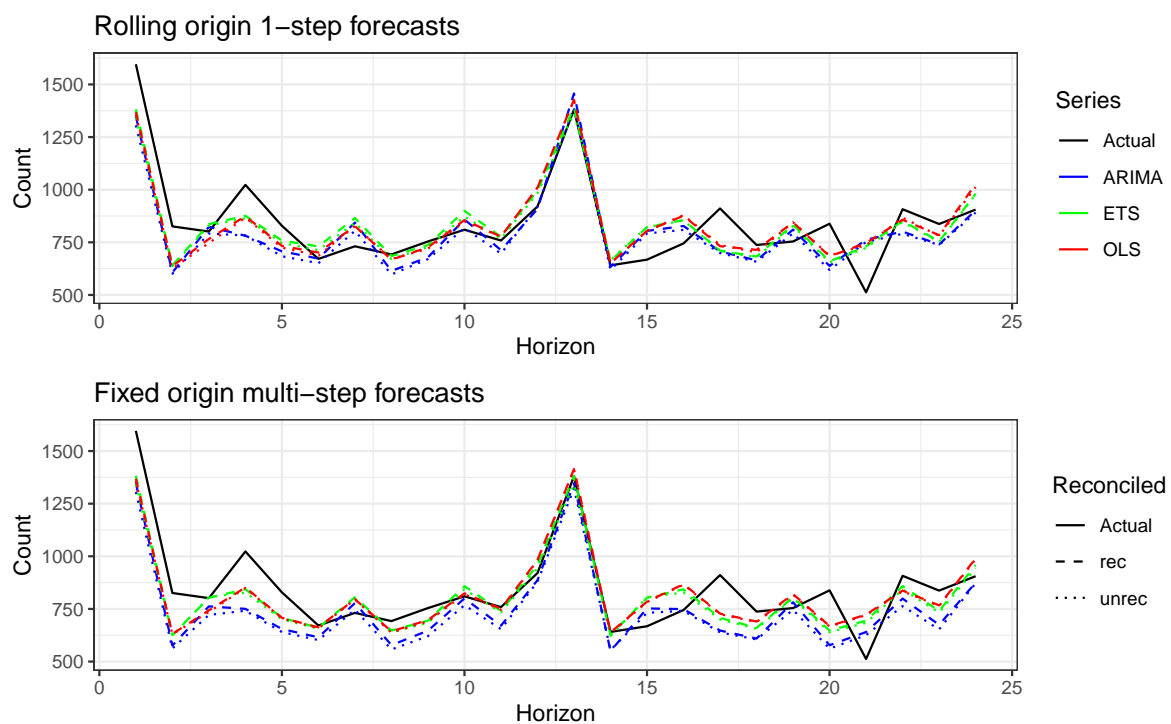 Rolling origin 1−step forecasts
1500
1250
1000
750
500
Count
0 5 10 15 20 25
Horizon
Series
Actual
ARIMA
ETS
OLS
Fixed origin multi−step forecasts
1500
1250
1000
750
500
Count
0 5 10 15 20 25
Horizon
Reconciled
Actual
rec
unrec